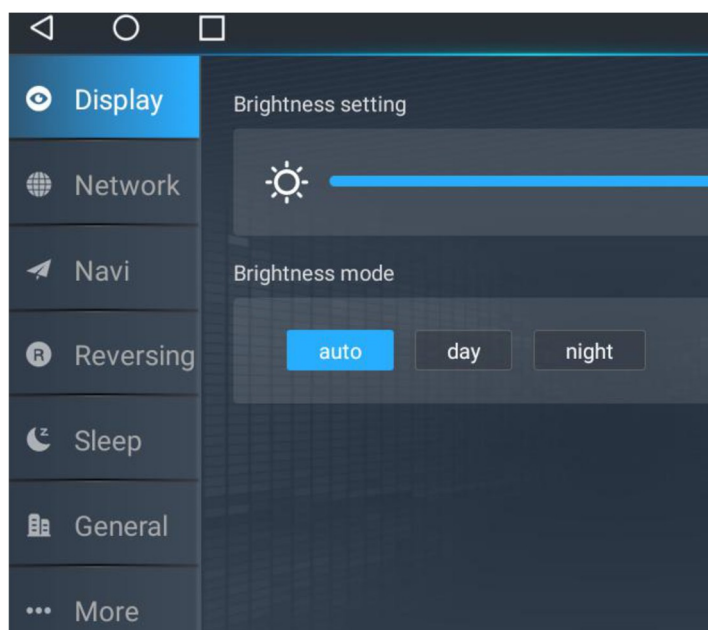 Display
Network
Navi
R Reversing
z Sleep
General
More
Brightness setting
Brightness mode
auto day night